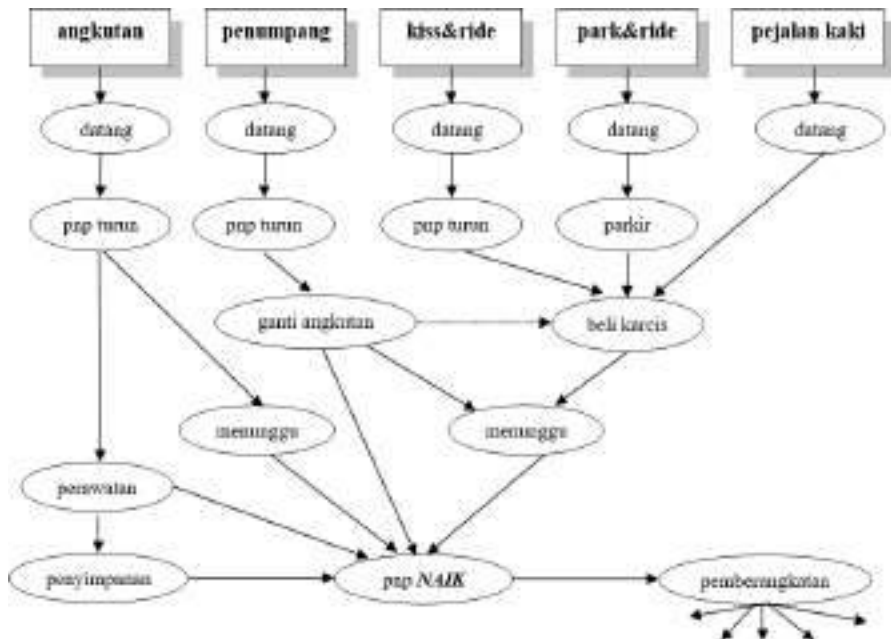 angkutan penumpang kiss&ride park&ride pejalan kaki
datang datang datang datang datang
pnp turun pnp turun pnp turun parkir
ganti angkutan beli karcis
menunggu menunggu
perawatan
penyimpanan pnp NAIK pemberangkatan